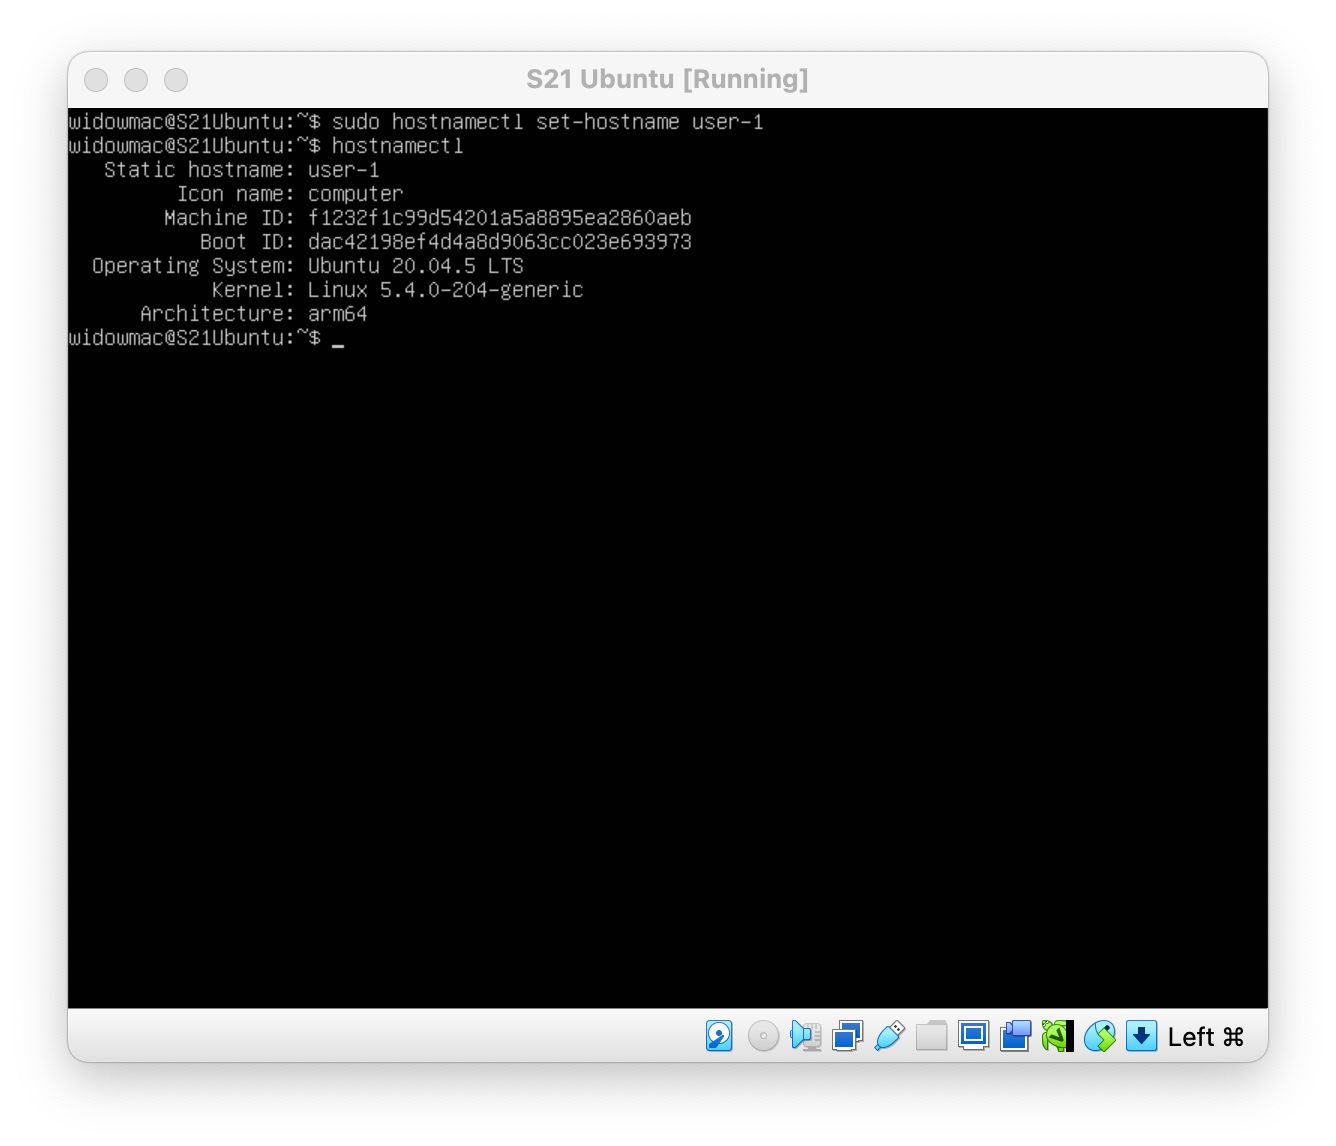 S21 Ubuntu [Running]
widowmac@S21Ubuntu:~$ sudo hostnamectl set-hostname user-1
widowmac@S21Ubuntu:~$ hostnamectl
Static hostname: user-1
Icon name: computer
Machine ID: f1232f1c99d54201a5a8895ea2860aeb
Boot ID: dac42198ef4d4a8d9063cc023e693973
Operating System: Ubuntu 20.04.5 LTS
Kernel: Linux 5.4.0-204-generic
Architecture: arm64
widowmac@S21Ubuntu:~$ _
Left ⌘